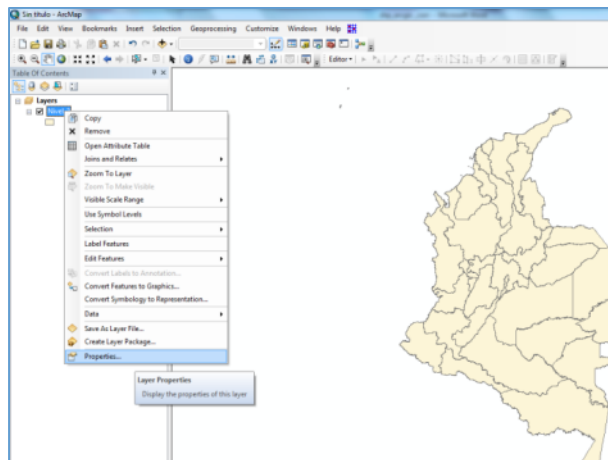 Sin título - ArcMap
File Edit View Bookmarks Insert Selection Geoprocessing Customize Windows Help
Editor
Table Of Contents
Layers
Copy
Remove
Open Attribute Table
Joins and Relates
Zoom To Layer
Zoom To Make Visible
Visible Scale Range
Use Symbol Levels
Selection
Label Features
Edit Features
Convert Labels to Annotation...
Convert Features to Graphics...
Convert Symbology to Representation...
Data
Save As Layer File...
Create Layer Package...
Properties...
Layer Properties
Display the properties of this layer